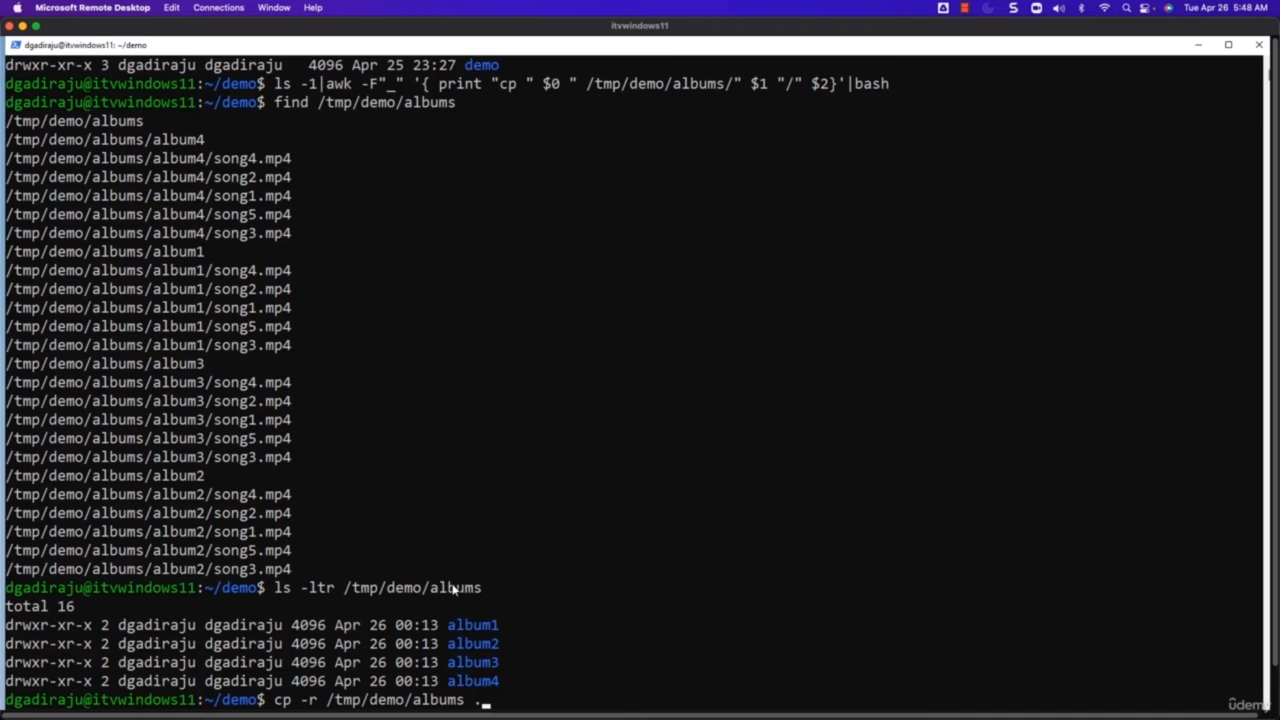 Microsoft Remote Desktop Edit Connections Window Help Tue Apr 26 5:48 AM
itvwindows11
dgadiraju@itvwindows11: ~/demo
drwxr-xr-x 3 dgadiraju dgadiraju   4096 Apr 25 23:27 demo
dgadiraju@itvwindows11:~/demo$ ls -1|awk -F"_" '{ print "cp " $0 " /tmp/demo/albums/" $1 "/" $2}'|bash
dgadiraju@itvwindows11:~/demo$ find /tmp/demo/albums
/tmp/demo/albums
/tmp/demo/albums/album4
/tmp/demo/albums/album4/song4.mp4
/tmp/demo/albums/album4/song2.mp4
/tmp/demo/albums/album4/song1.mp4
/tmp/demo/albums/album4/song5.mp4
/tmp/demo/albums/album4/song3.mp4
/tmp/demo/albums/album1
/tmp/demo/albums/album1/song4.mp4
/tmp/demo/albums/album1/song2.mp4
/tmp/demo/albums/album1/song1.mp4
/tmp/demo/albums/album1/song5.mp4
/tmp/demo/albums/album1/song3.mp4
/tmp/demo/albums/album3
/tmp/demo/albums/album3/song4.mp4
/tmp/demo/albums/album3/song2.mp4
/tmp/demo/albums/album3/song1.mp4
/tmp/demo/albums/album3/song5.mp4
/tmp/demo/albums/album3/song3.mp4
/tmp/demo/albums/album2
/tmp/demo/albums/album2/song4.mp4
/tmp/demo/albums/album2/song2.mp4
/tmp/demo/albums/album2/song1.mp4
/tmp/demo/albums/album2/song5.mp4
/tmp/demo/albums/album2/song3.mp4
dgadiraju@itvwindows11:~/demo$ ls -ltr /tmp/demo/albums
total 16
drwxr-xr-x 2 dgadiraju dgadiraju 4096 Apr 26 00:13 album1
drwxr-xr-x 2 dgadiraju dgadiraju 4096 Apr 26 00:13 album2
drwxr-xr-x 2 dgadiraju dgadiraju 4096 Apr 26 00:13 album3
drwxr-xr-x 2 dgadiraju dgadiraju 4096 Apr 26 00:13 album4
dgadiraju@itvwindows11:~/demo$ cp -r /tmp/demo/albums .
ûdemy